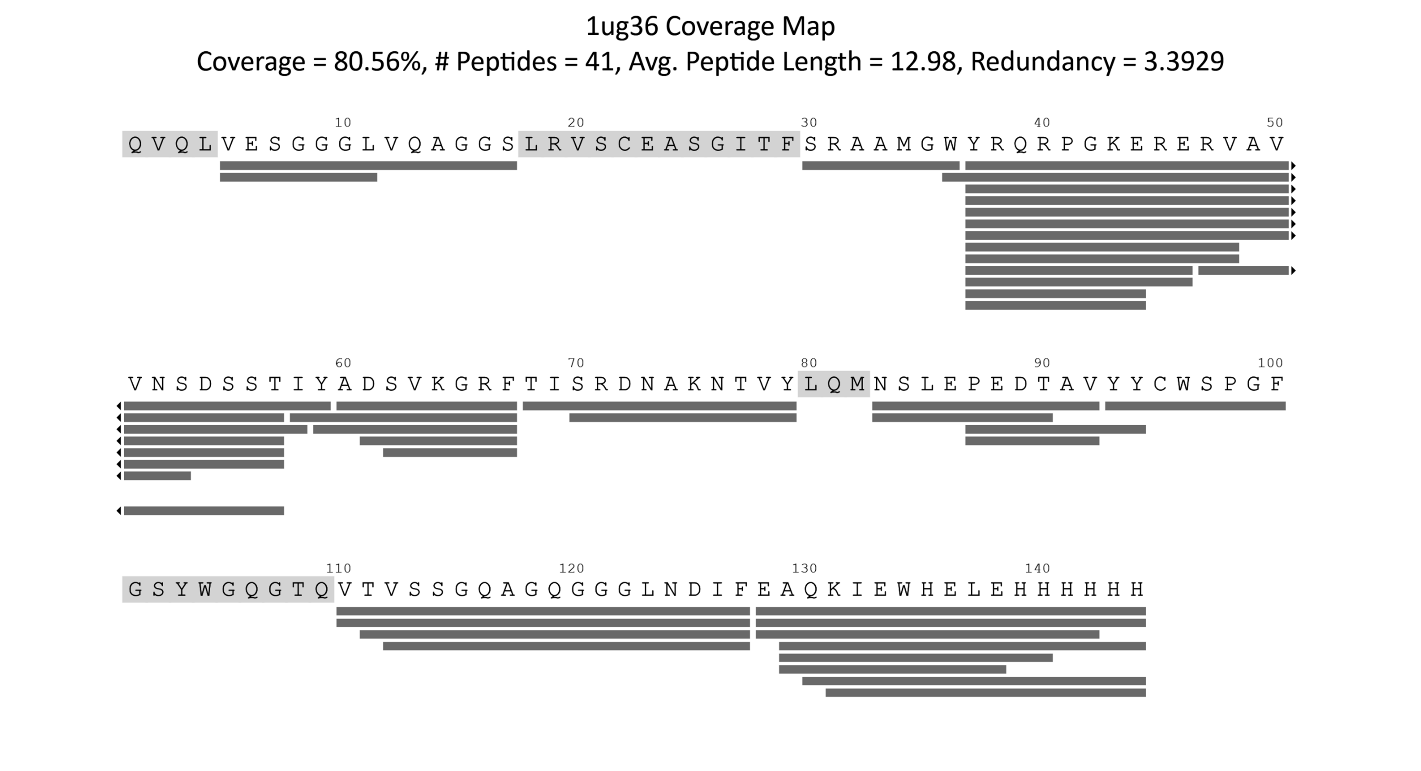 1ug36 Coverage Map
Coverage = 80.56%, # Peptides = 41, Avg. Peptide Length = 12.98, Redundancy = 3.3929
10 20 30 40 50
Q V Q L V E S G G G L V Q A G G S L R V S C E A S G I T F S R A A M G W Y R Q R P G K E R E R V A V
60 70 80 90 100
V N S D S S T I Y A D S V K G R F T I S R D N A K N T V Y L Q M N S L E P E D T A V Y Y C W S P G F
110 120 130 140
G S Y W G Q G T Q V T V S S G Q A G Q G G G L N D I F E A Q K I E W H E L E H H H H H H